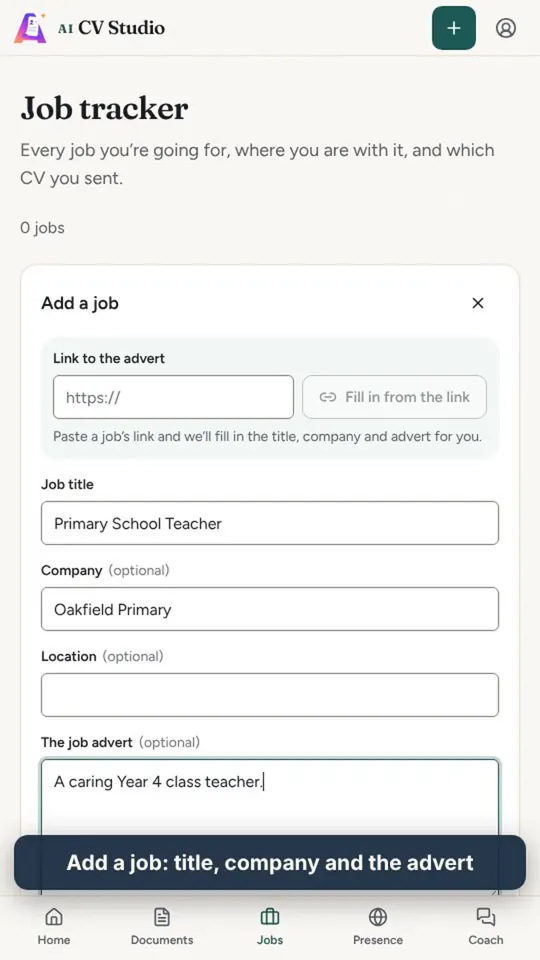 AI CV Studio
Job tracker
Every job you're going for, where you are with it, and which
CV you sent.
0 jobs
Add a job
Link to the advert
https://
Fill in from the link
Paste a job's link and we'll fill in the title, company and advert for you.
Job title
Primary School Teacher
Company (optional)
Oakfield Primary
Location (optional)
The job advert (optional)
A caring Year 4 class teacher.
Add a job: title, company and the advert
Home Documents Jobs Presence Coach